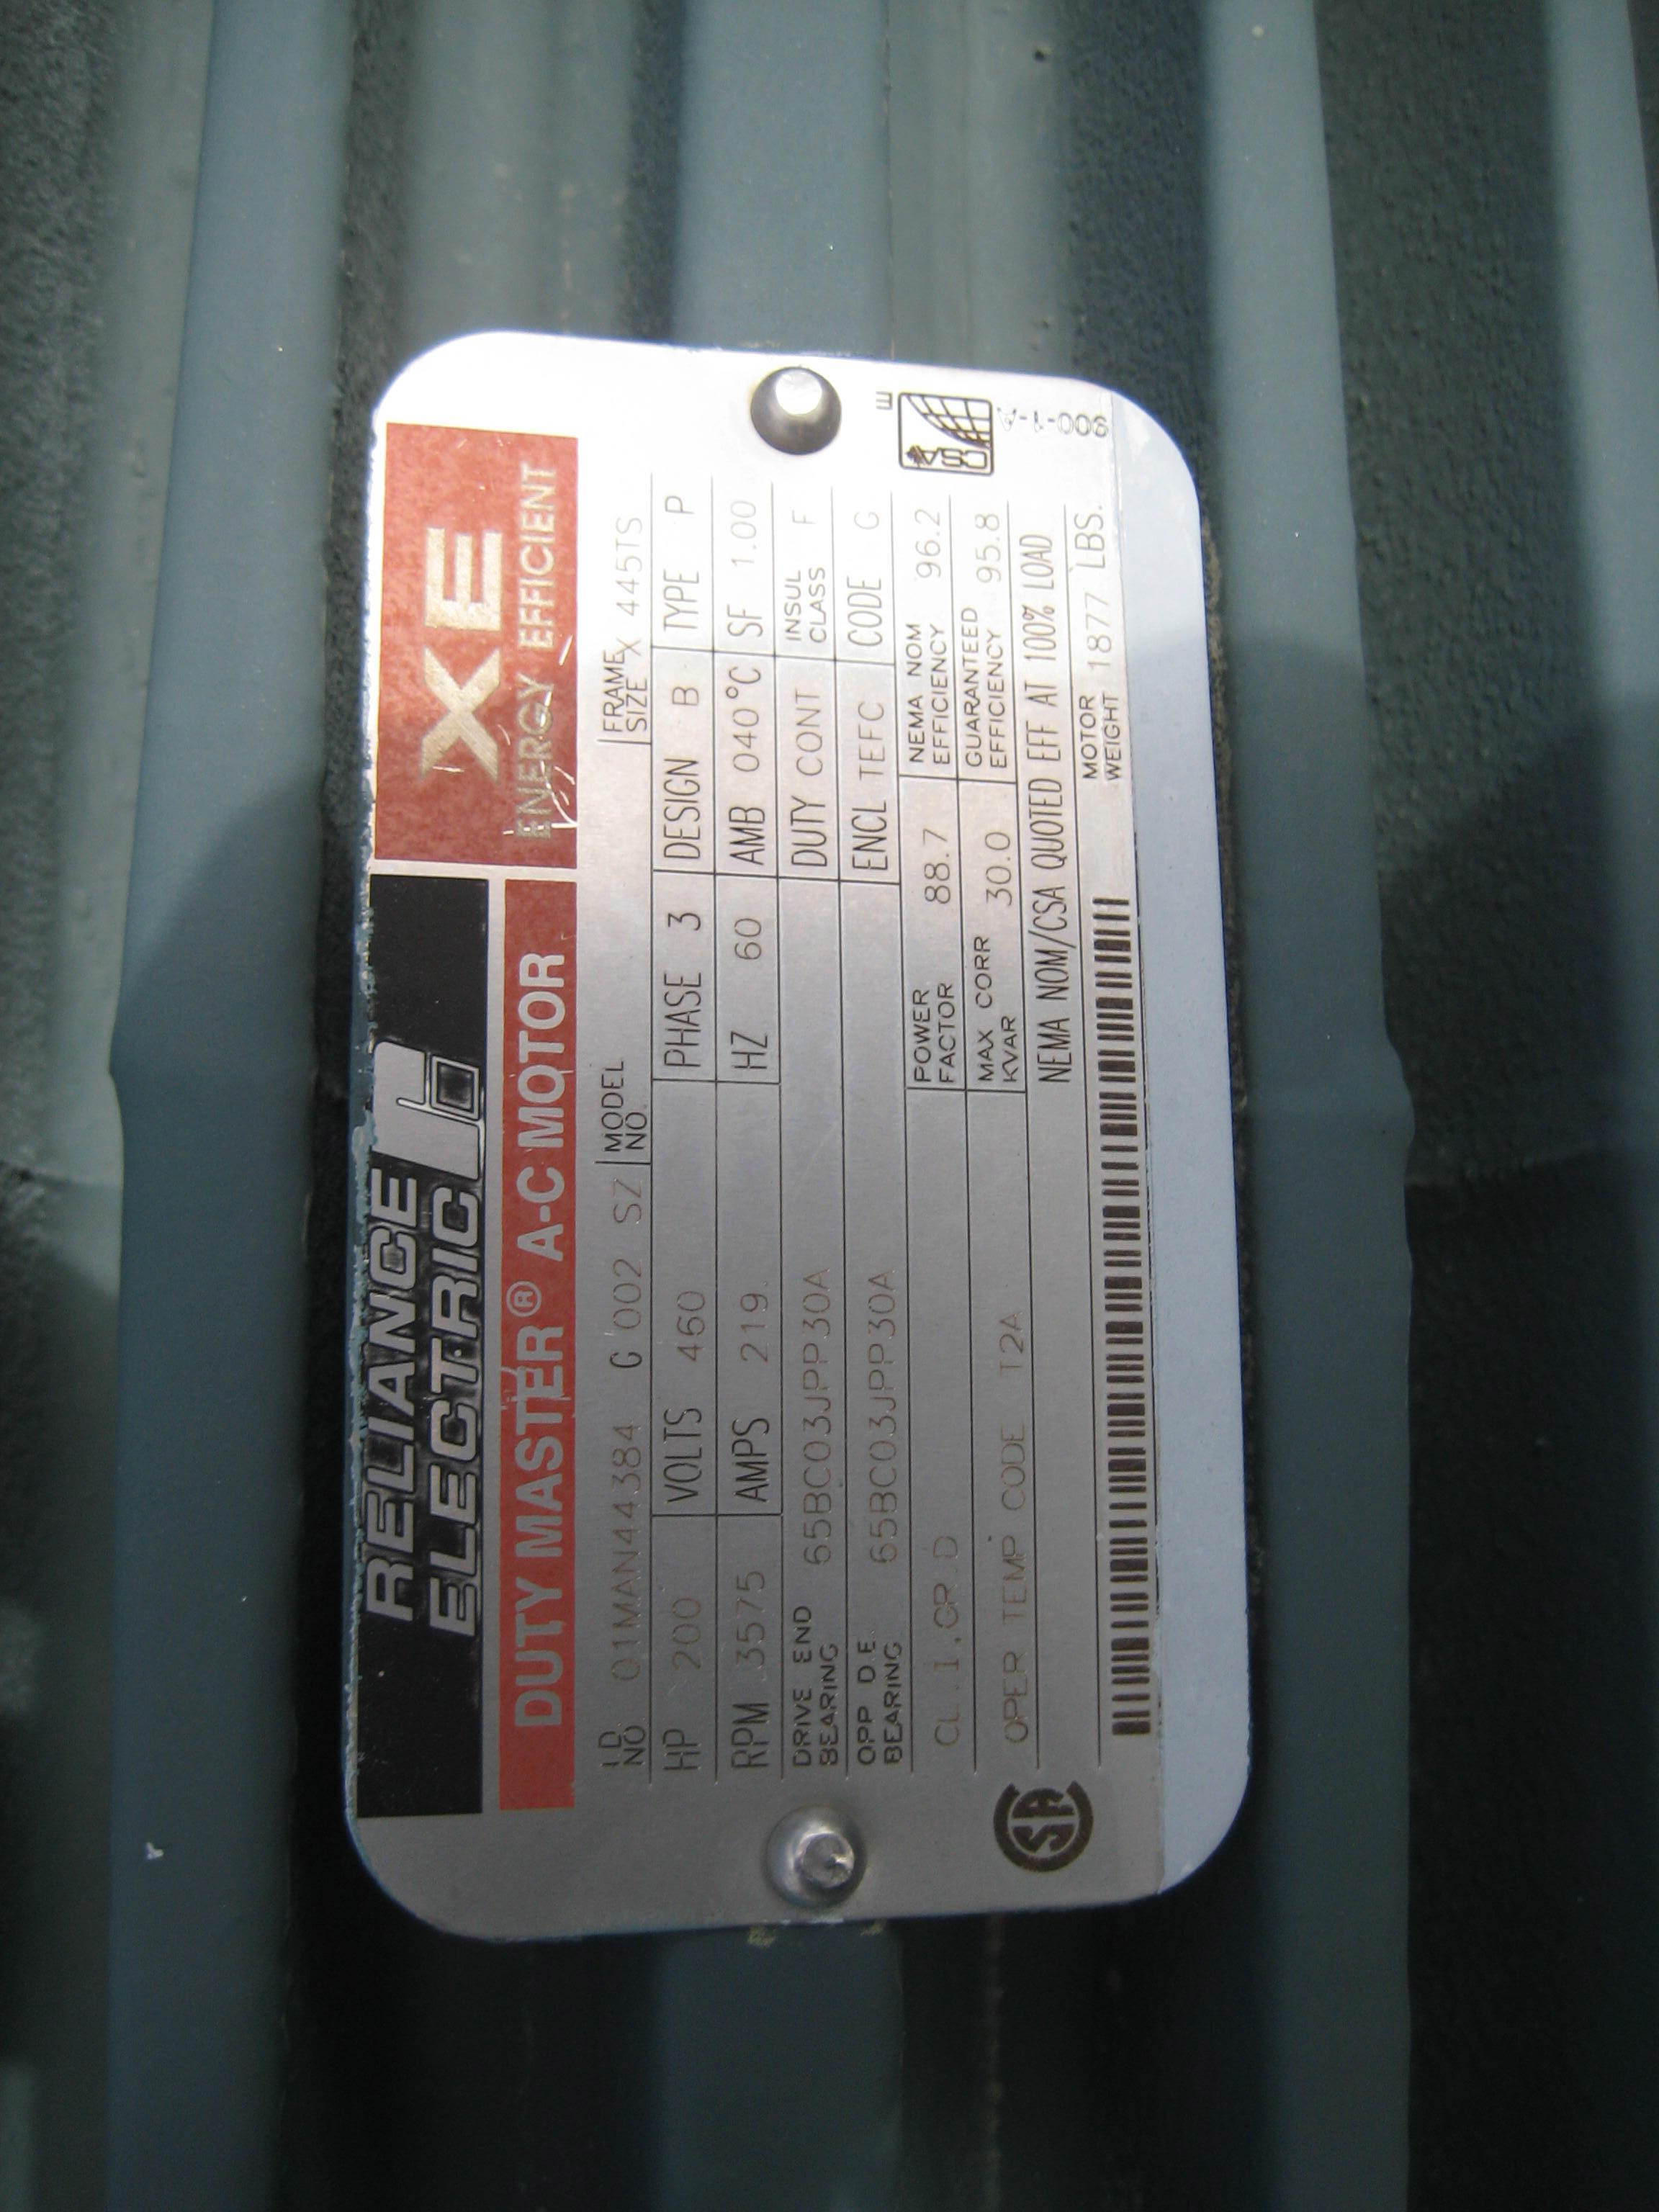 RELIANCE
ELECTRIC
XE
ENERGY EFFICIENT
DUTY MASTER® A-C MOTOR
I.D. NO. 01MAN44384 G 002 SZ MODEL NO. FRAME SIZE X 445TS
HP 200 VOLTS 460 PHASE 3 DESIGN B TYPE P
RPM 3575 AMPS 219. HZ 60 AMB 040°C SF 1.00
DRIVE END BEARING 65BC03JPP30A DUTY CONT INSUL CLASS F
OPP D.E. BEARING 65BC03JPP30A ENCL TEFC CODE G
CL.I,GP.D POWER FACTOR 88.7 NEMA NOM EFFICIENCY 96.2
OPER TEMP CODE T2A MAX CORR KVAR 30.0 GUARANTEED EFFICIENCY 95.8
NEMA NOM/CSA QUOTED EFF AT 100% LOAD
MOTOR WEIGHT 1877 LBS.
SA
E
CSA
900-1-A